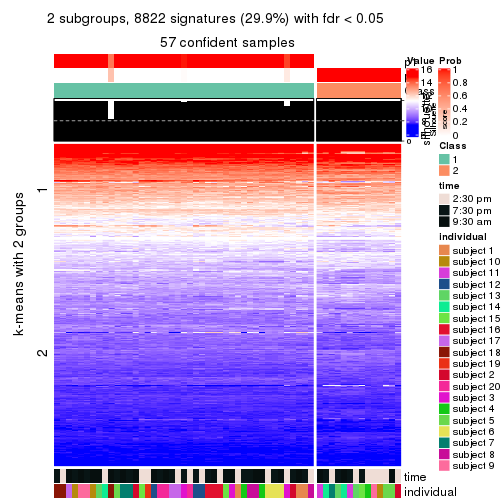 2 subgroups, 8822 signatures (29.9%) with fdr < 0.05
57 confident samples
k-means with 2 groups
1
2
Value
16
14
8
0
Prob
1
0.8
0.6
0.4
0.2
0
Silhouette
score
Class
1
2
time
2:30 pm
7:30 pm
9:30 am
individual
subject 1
subject 10
subject 11
subject 12
subject 13
subject 14
subject 15
subject 16
subject 17
subject 18
subject 19
subject 2
subject 20
subject 3
subject 4
subject 5
subject 6
subject 7
subject 8
subject 9
time
individual